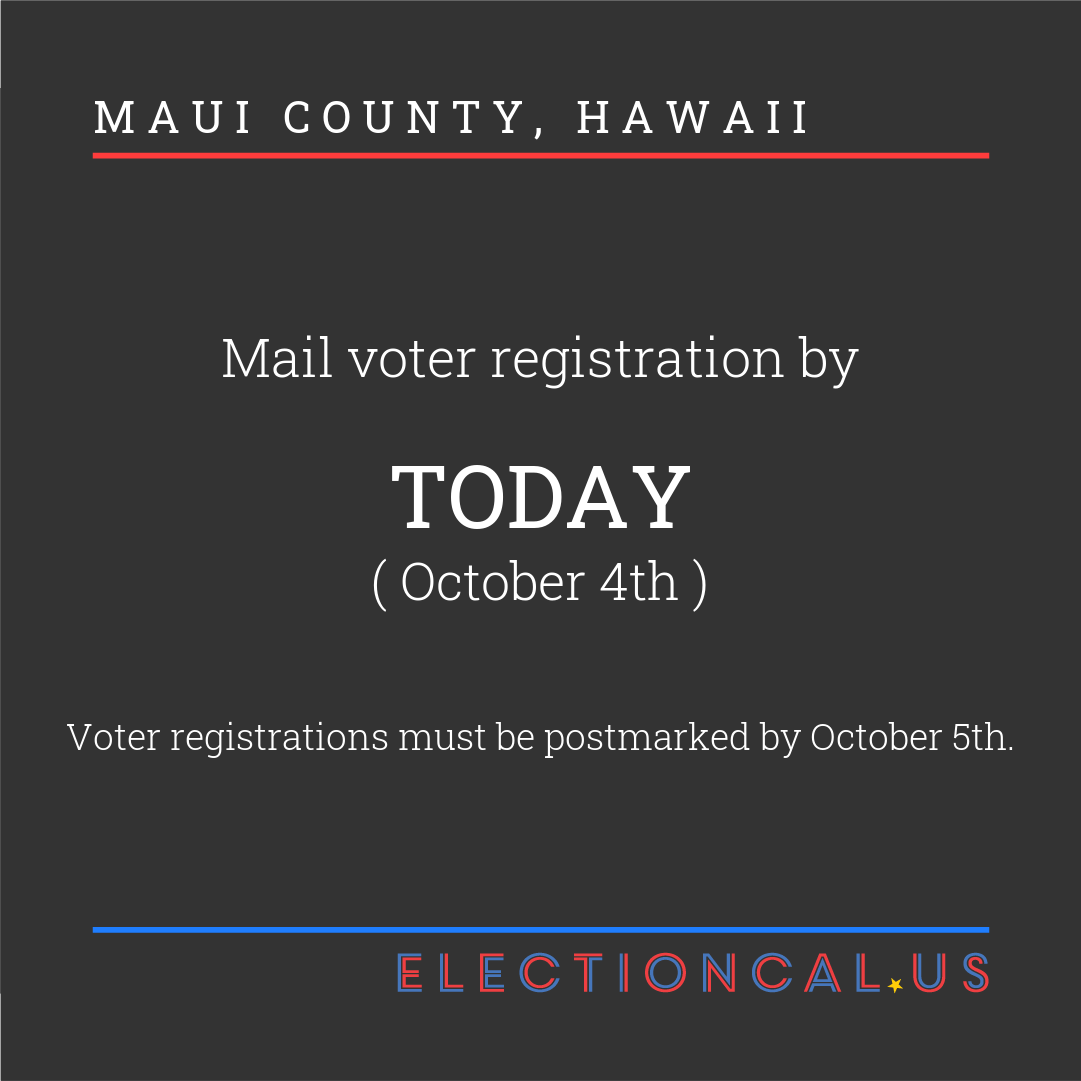 MAUI COUNTY, HAWAII
Mail voter registration by
TODAY
( October 4th )
Voter registrations must be postmarked by October 5th.
ELECTIONCAL.US